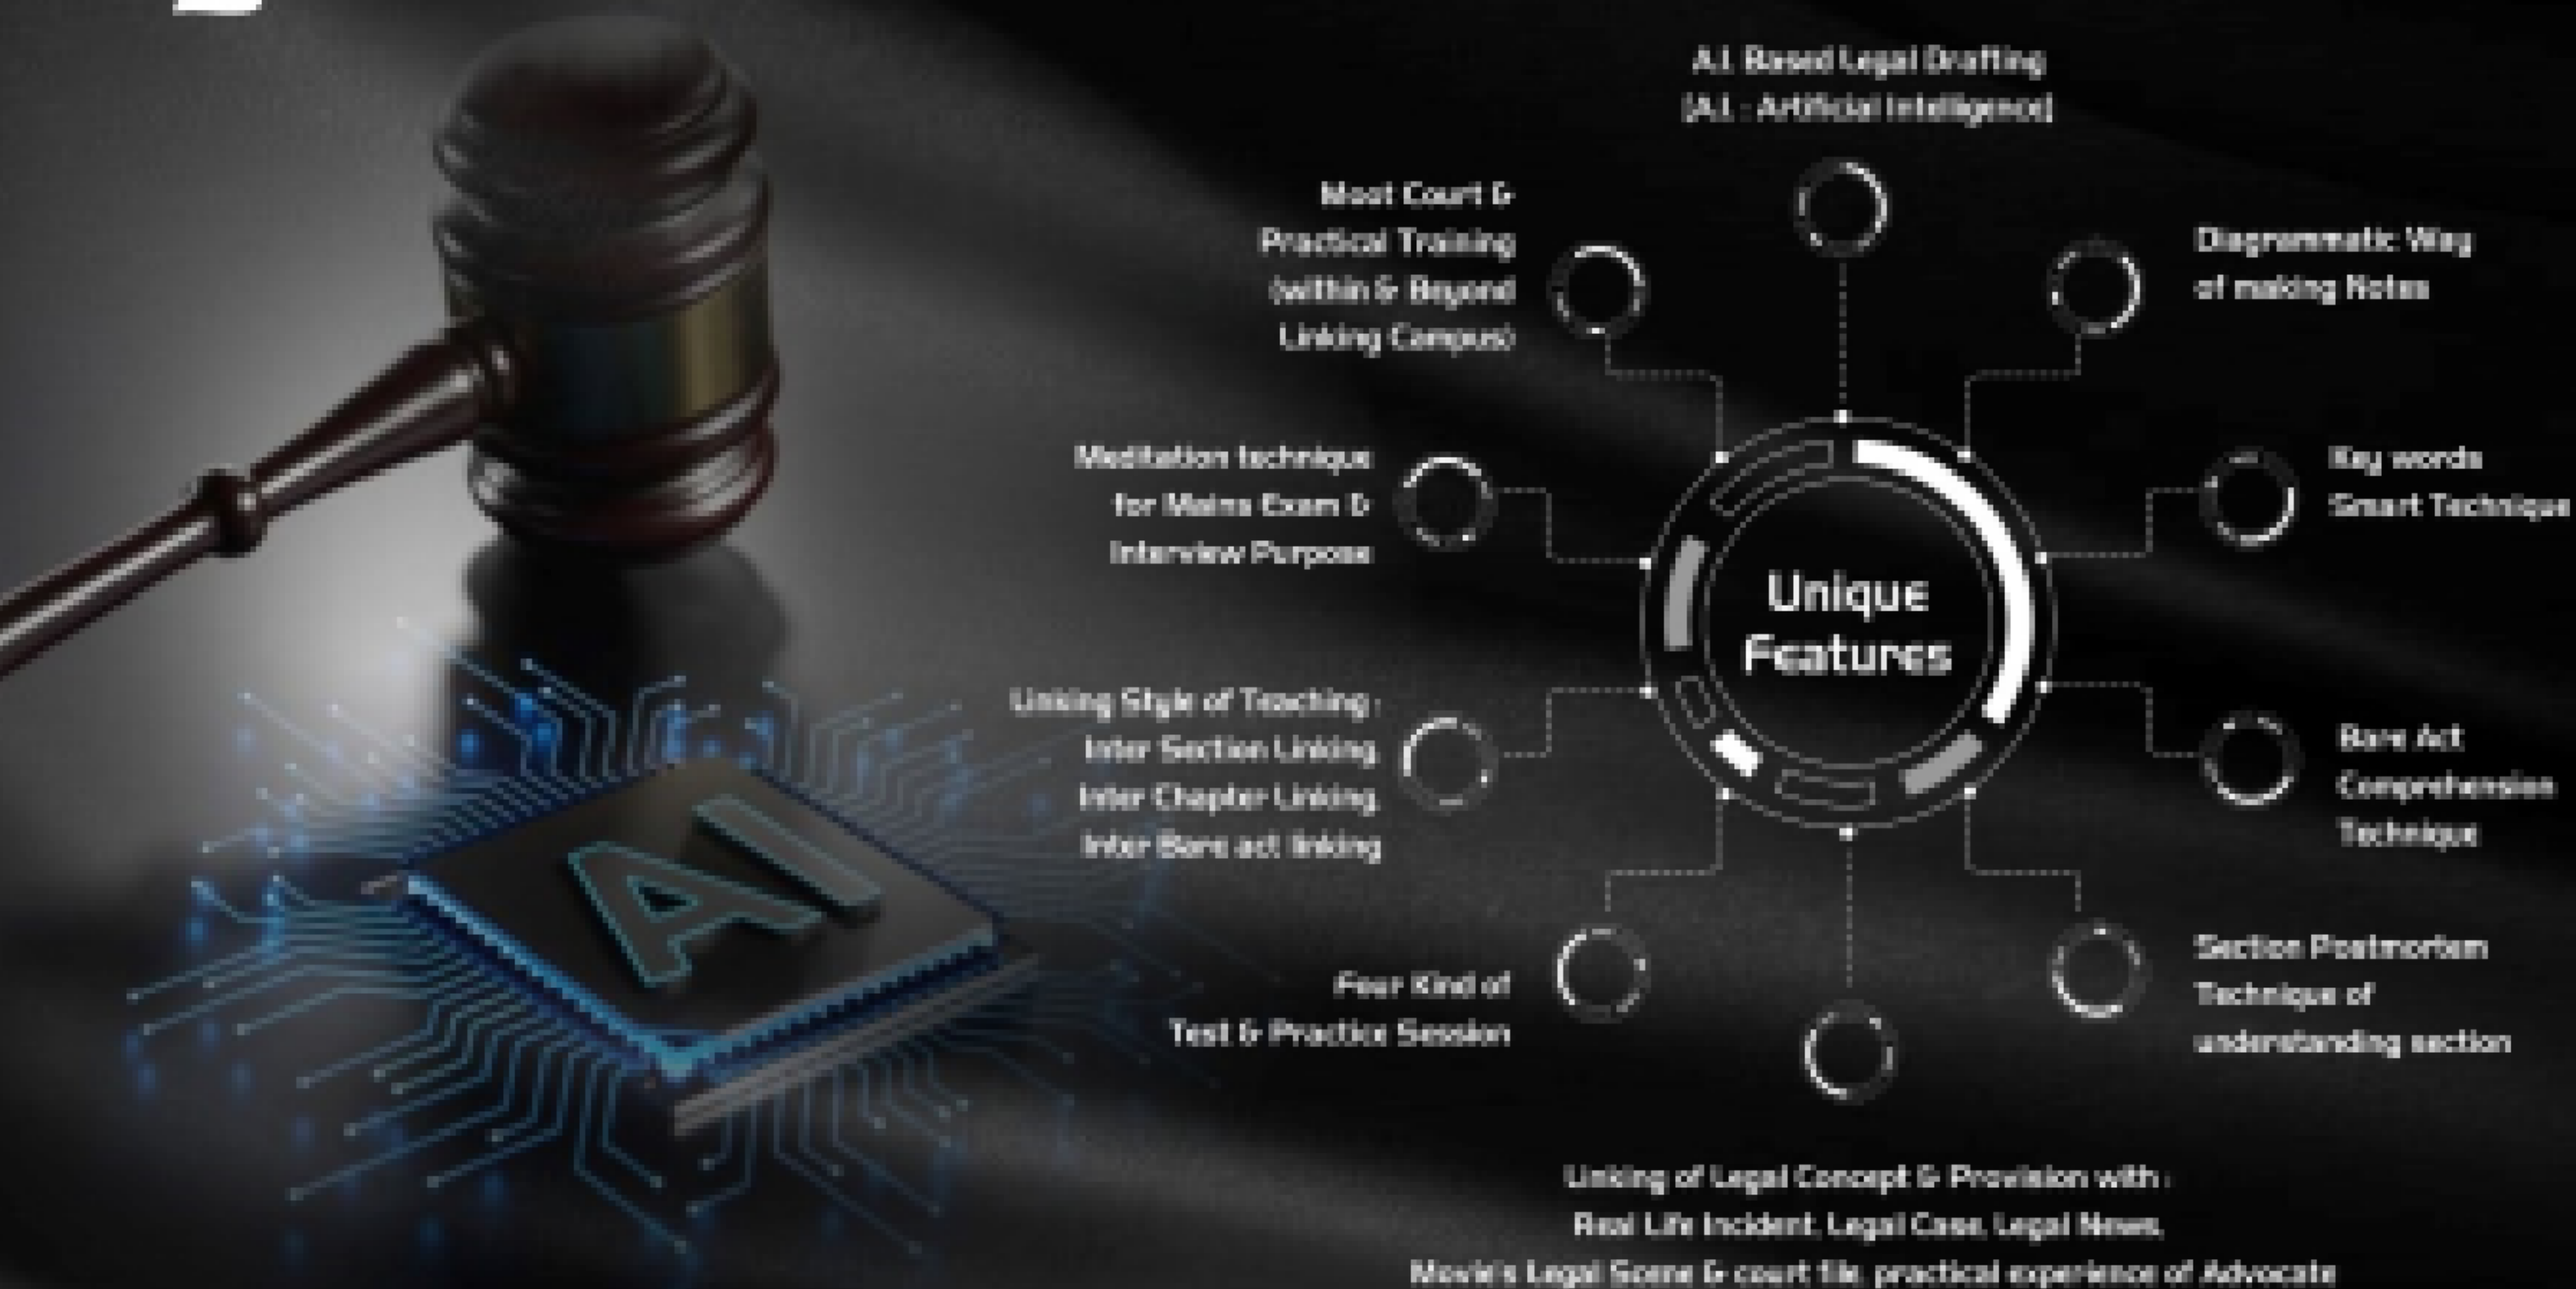 A.I. Based Legal Drafting
(A.I. - Artificial Intelligence)
Moot Court &
Practical Training
(within & Beyond
Linking Campus)
Diagrammatic Way
of making Notes
Meditation technique
for Mains Exam &
Interview Purpose
Key words
Smart Technique
Unique
Features
Linking Style of Teaching :
Inter Section Linking
Inter Chapter Linking,
Inter Bare act linking
Bare Act
Comprehension
Technique
Four Kind of
Test & Practice Session
Section Postmortem
Technique of
understanding section
Linking of Legal Concept & Provision with :
Real Life Incident, Legal Case, Legal News,
Movie's Legal Scene & court file, practical experience of Advocate
AI